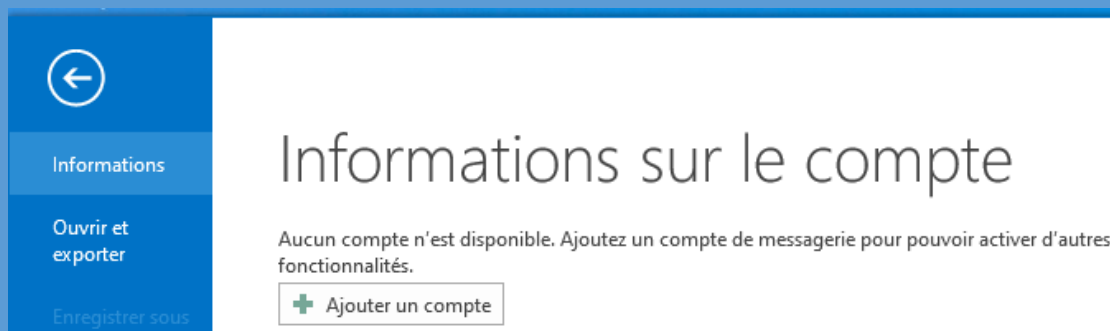 Informations
Ouvrir et
exporter
Enregistrer sous
Informations sur le compte
Aucun compte n'est disponible. Ajoutez un compte de messagerie pour pouvoir activer d'autres
fonctionnalités.
Ajouter un compte